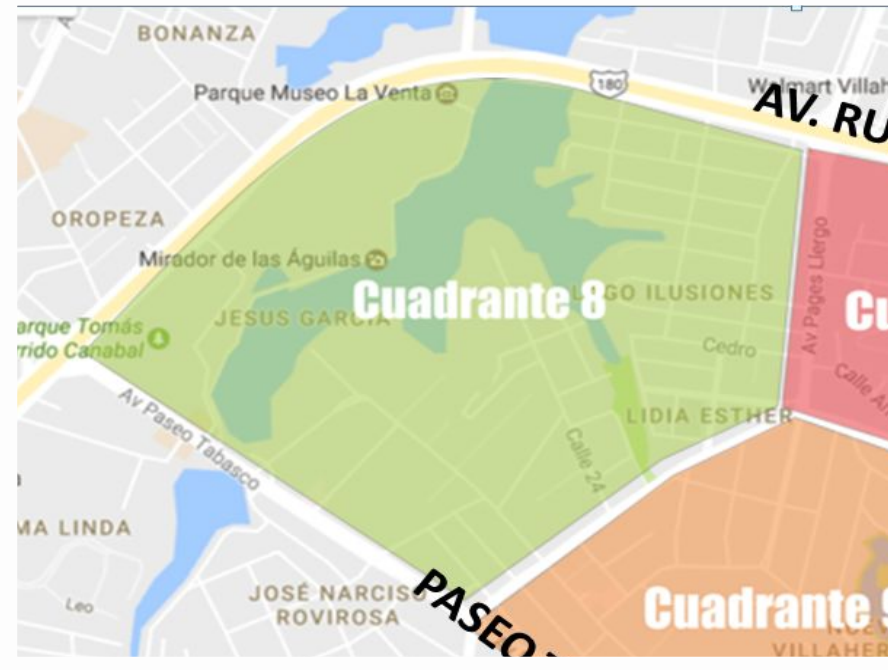 BONANZA
Parque Museo La Venta
180
Walmart Villah
AV. RU
OROPEZA
Mirador de las Águilas
Cuadrante 8
GO ILUSIONES
JESUS GARCIA
Av Pages Llergo
Cu
arque Tomás
rrido Canabal
Cedro
Calle
Av Paseo Tabasco
LIDIA ESTHER
Calle 24
MA LINDA
JOSÉ NARCISO
ROVIROSA
Leo
PASEO
Cuadrante 9
VILLAHER